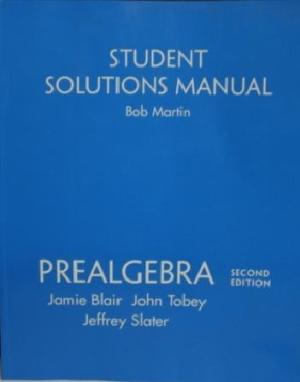 STUDENT
SOLUTIONS MANUAL
Bob Martin
PREALGEBRA SECOND
EDITION
Jamie Blair John Tobey
Jeffrey Slater